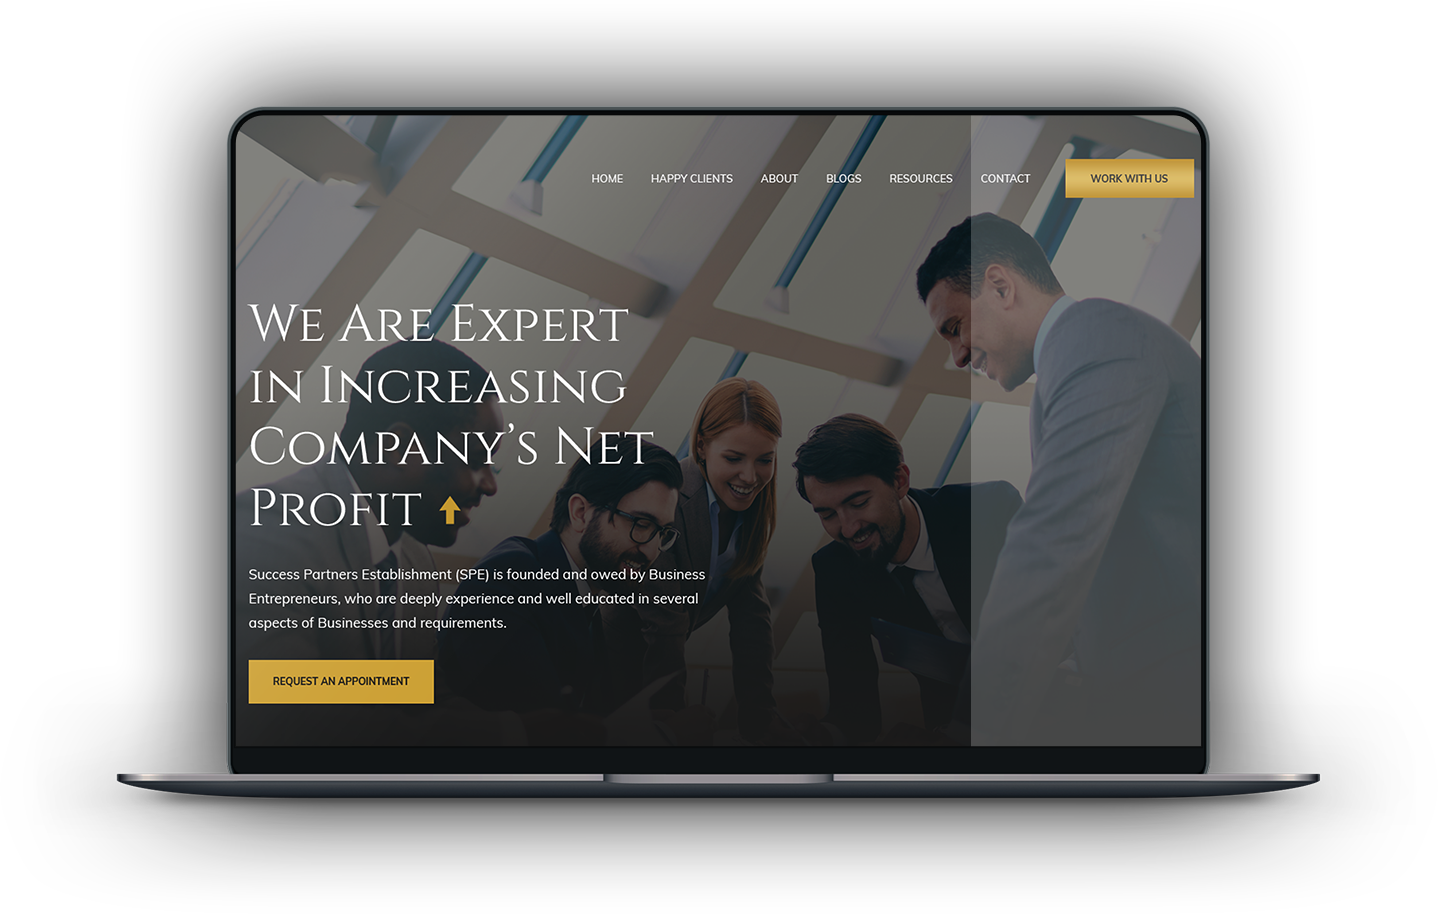 HOME HAPPY CLIENTS ABOUT BLOGS RESOURCES CONTACT WORK WITH US
We Are Expert
in Increasing
Company’s Net
Profit
Success Partners Establishment (SPE) is founded and owed by Business
Entrepreneurs, who are deeply experience and well educated in several
aspects of Businesses and requirements.
REQUEST AN APPOINTMENT